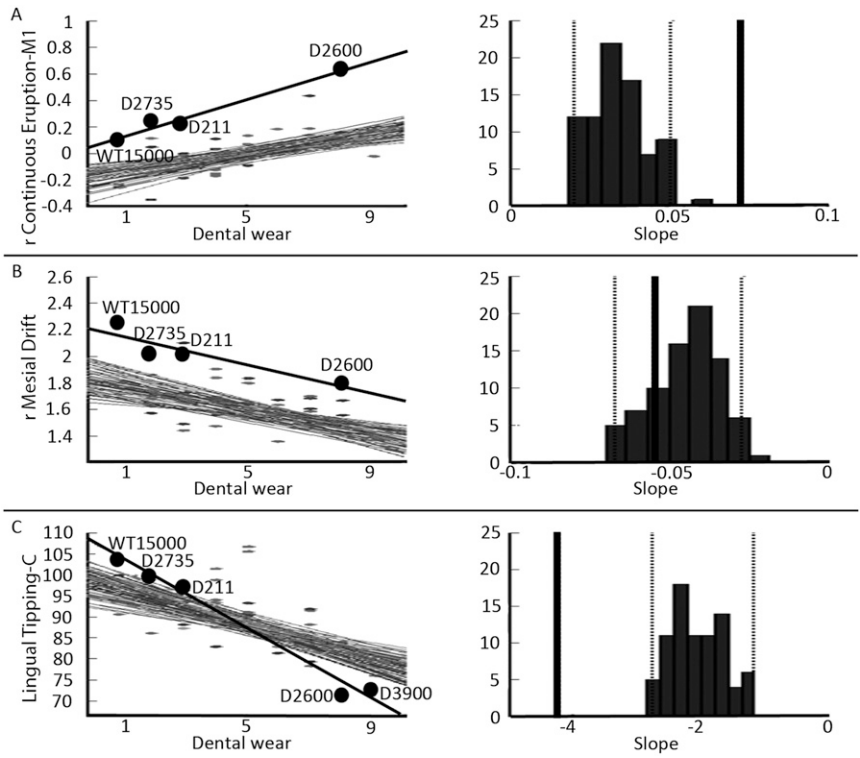 A
r Continuous Eruption-M1
1
0.8
0.6
0.4
0.2
0
-0.2
-0.4
D2600
D2735
D211
WT15000
1 5 9
Dental wear
25
20
15
10
5
0
0 0.05 0.1
Slope
B
r Mesial Drift
2.6
2.4
2.2
2
1.8
1.6
1.4
WT15000
D2735
D211
D2600
1 5 9
Dental wear
25
20
15
10
5
0
-0.1 -0.05 0
Slope
C
Lingual Tipping-C
110
105
100
95
90
85
80
75
70
WT15000
D2735
D211
D2600
D3900
1 5 9
Dental wear
25
20
15
10
5
0
-4 -2 0
Slope